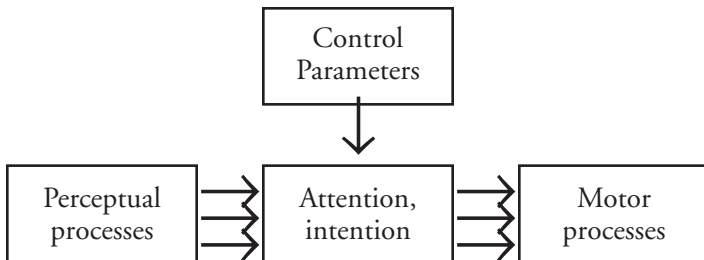 Control
Parameters
Perceptual
processes
Attention,
intention
Motor
processes